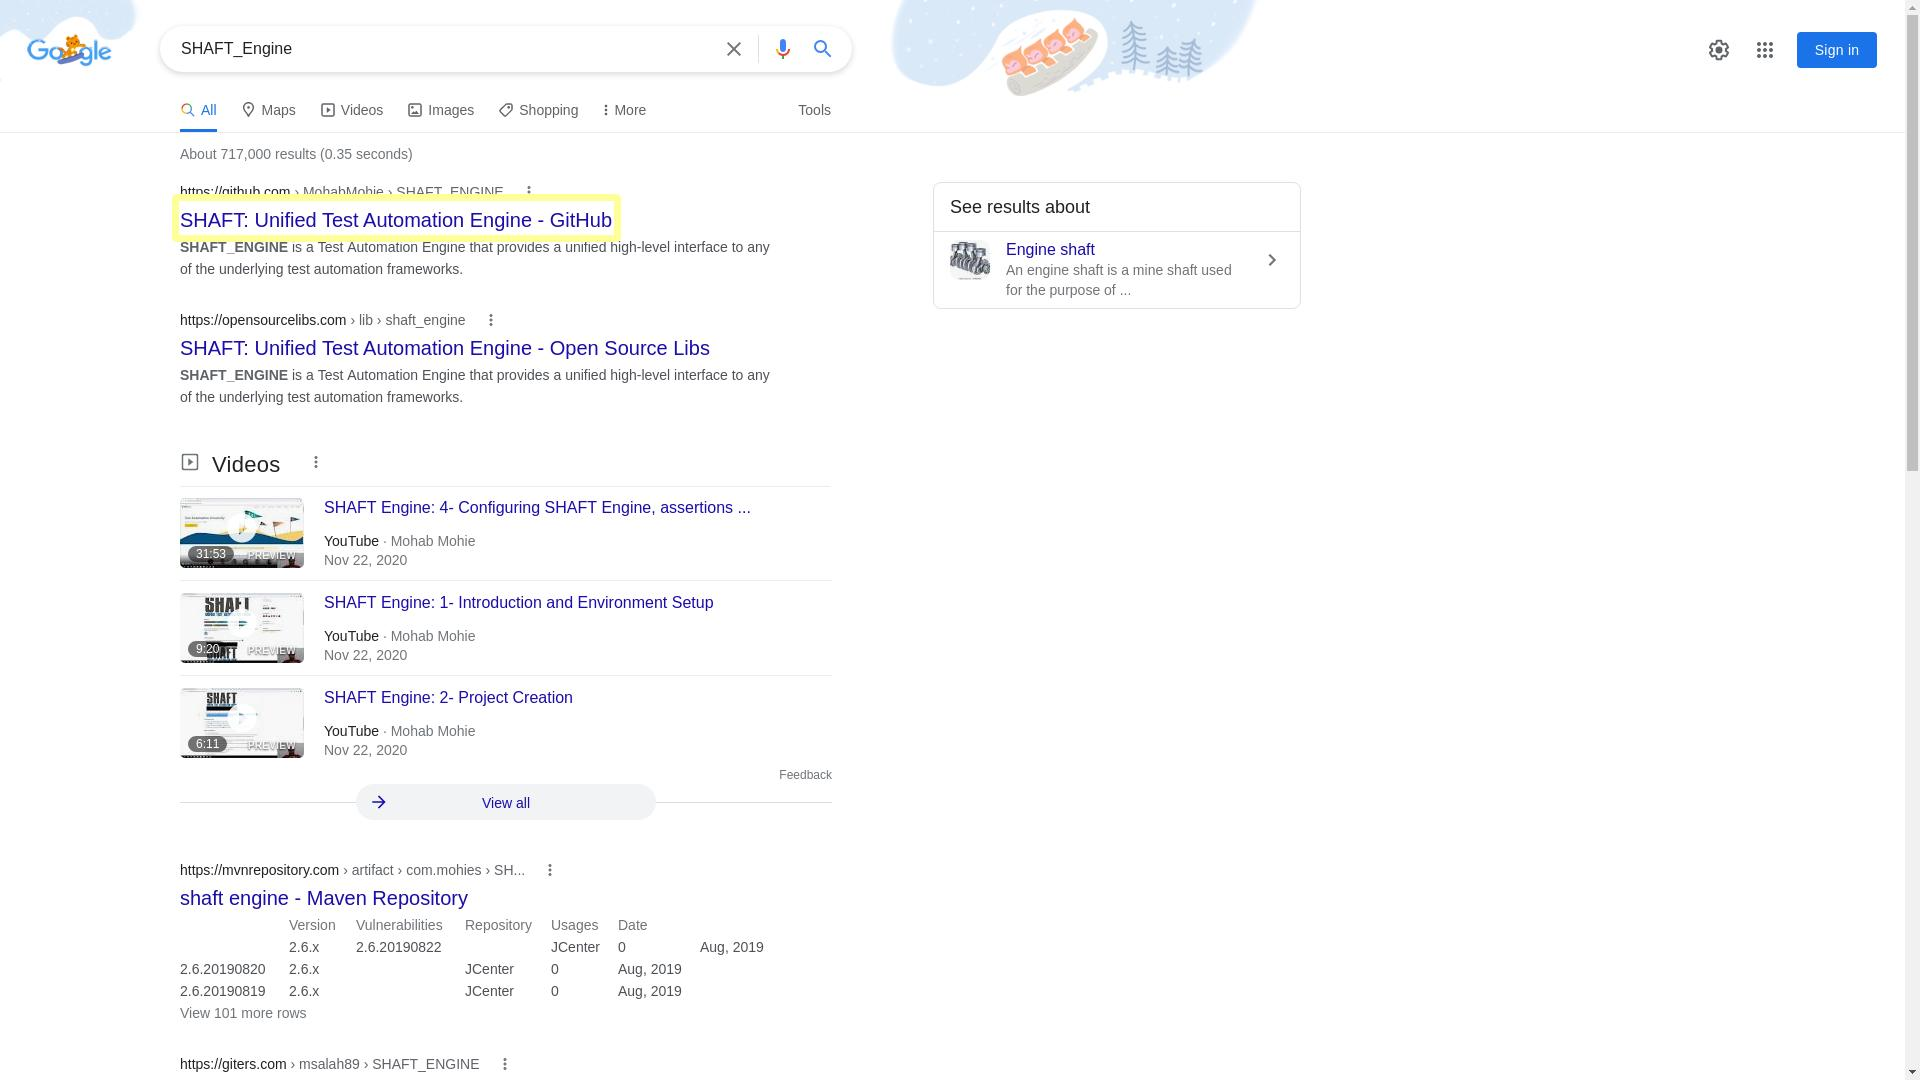 Google
SHAFT_Engine
Sign in
All
Maps
Videos
Images
Shopping
More
Tools
About 717,000 results (0.35 seconds)
https://github.com › MohabMohie › SHAFT_ENGINE
SHAFT: Unified Test Automation Engine - GitHub
SHAFT_ENGINE is a Test Automation Engine that provides a unified high-level interface to any
of the underlying test automation frameworks.
See results about
Engine shaft
An engine shaft is a mine shaft used
for the purpose of ...
https://opensourcelibs.com › lib › shaft_engine
SHAFT: Unified Test Automation Engine - Open Source Libs
SHAFT_ENGINE is a Test Automation Engine that provides a unified high-level interface to any
of the underlying test automation frameworks.
Videos
SHAFT Engine: 4- Configuring SHAFT Engine, assertions ...
YouTube · Mohab Mohie
Nov 22, 2020
31:53
PREVIEW
SHAFT Engine: 1- Introduction and Environment Setup
YouTube · Mohab Mohie
Nov 22, 2020
SHAFT
9:20
PREVIEW
SHAFT Engine: 2- Project Creation
YouTube · Mohab Mohie
Nov 22, 2020
SHAFT
6:11
PREVIEW
Feedback
View all
https://mvnrepository.com › artifact › com.mohies › SH...
shaft engine - Maven Repository
Version Vulnerabilities Repository Usages Date
2.6.x 2.6.20190822 JCenter 0 Aug, 2019
2.6.20190820 2.6.x JCenter 0 Aug, 2019
2.6.20190819 2.6.x JCenter 0 Aug, 2019
View 101 more rows
https://giters.com › msalah89 › SHAFT_ENGINE